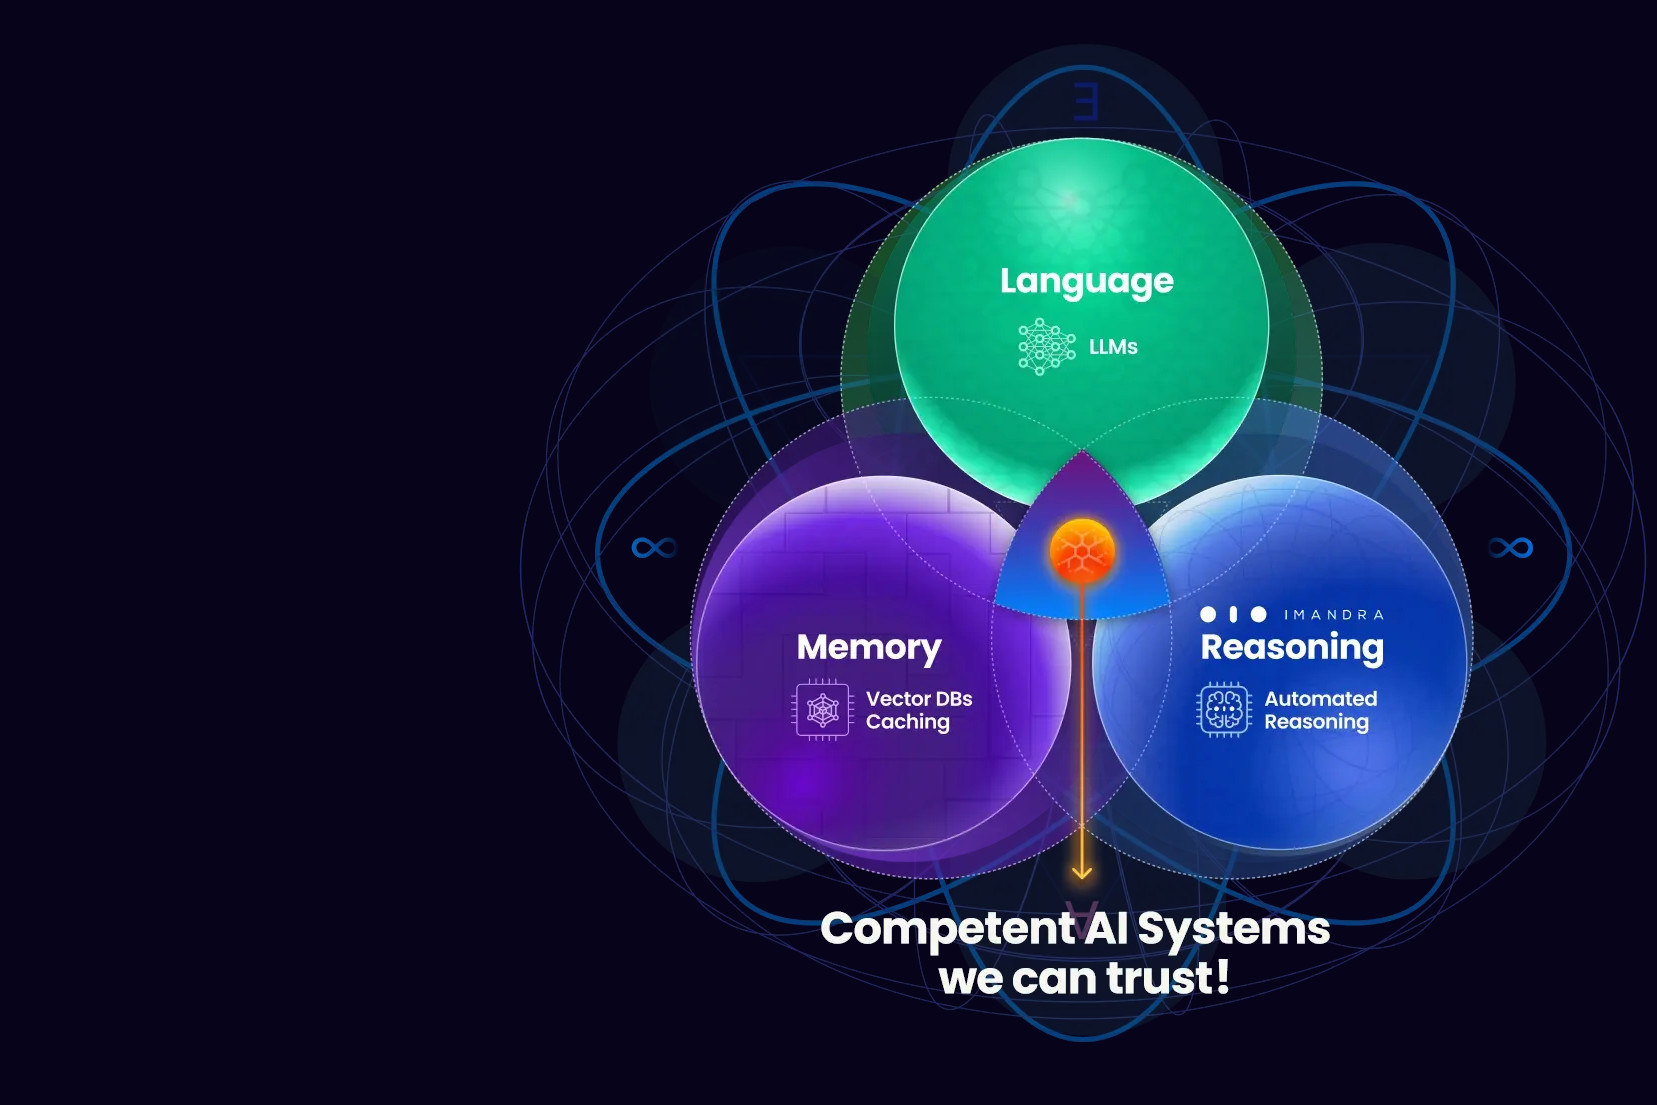 ∃
Language
LLMs
∞
∞
IMANDRA
Memory
Reasoning
Vector DBs
Caching
Automated
Reasoning
∀
Competent AI Systems
we can trust!